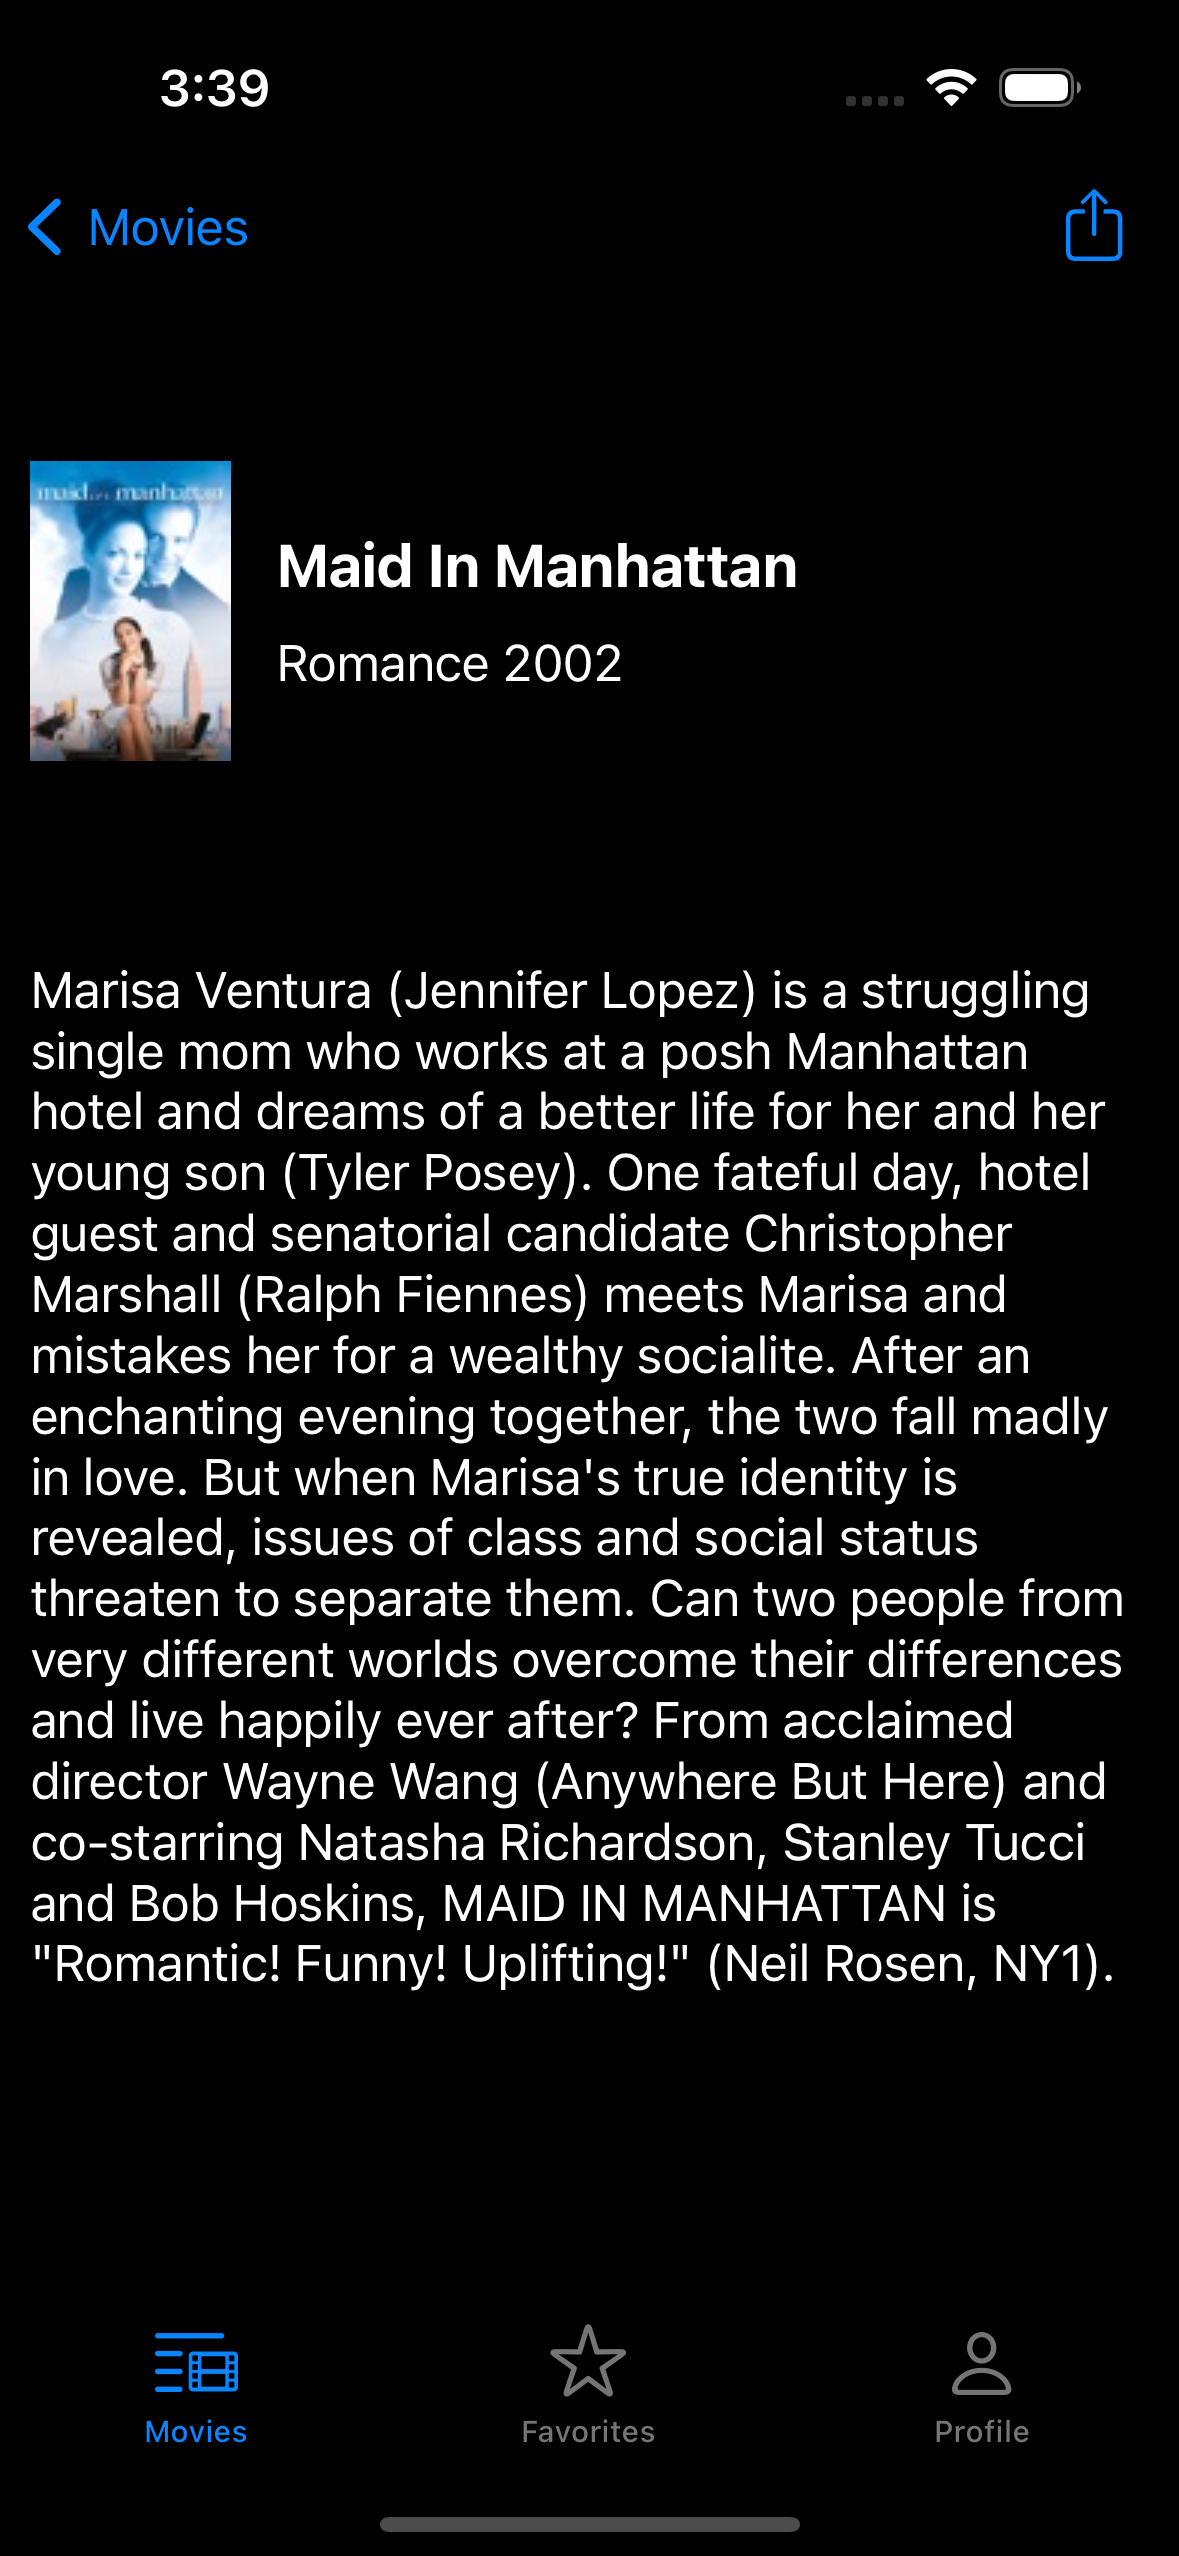 3:39
Movies
maid in manhattan
Maid In Manhattan
Romance 2002
Marisa Ventura (Jennifer Lopez) is a struggling
single mom who works at a posh Manhattan
hotel and dreams of a better life for her and her
young son (Tyler Posey). One fateful day, hotel
guest and senatorial candidate Christopher
Marshall (Ralph Fiennes) meets Marisa and
mistakes her for a wealthy socialite. After an
enchanting evening together, the two fall madly
in love. But when Marisa's true identity is
revealed, issues of class and social status
threaten to separate them. Can two people from
very different worlds overcome their differences
and live happily ever after? From acclaimed
director Wayne Wang (Anywhere But Here) and
co-starring Natasha Richardson, Stanley Tucci
and Bob Hoskins, MAID IN MANHATTAN is
"Romantic! Funny! Uplifting!" (Neil Rosen, NY1).
Movies
Favorites
Profile